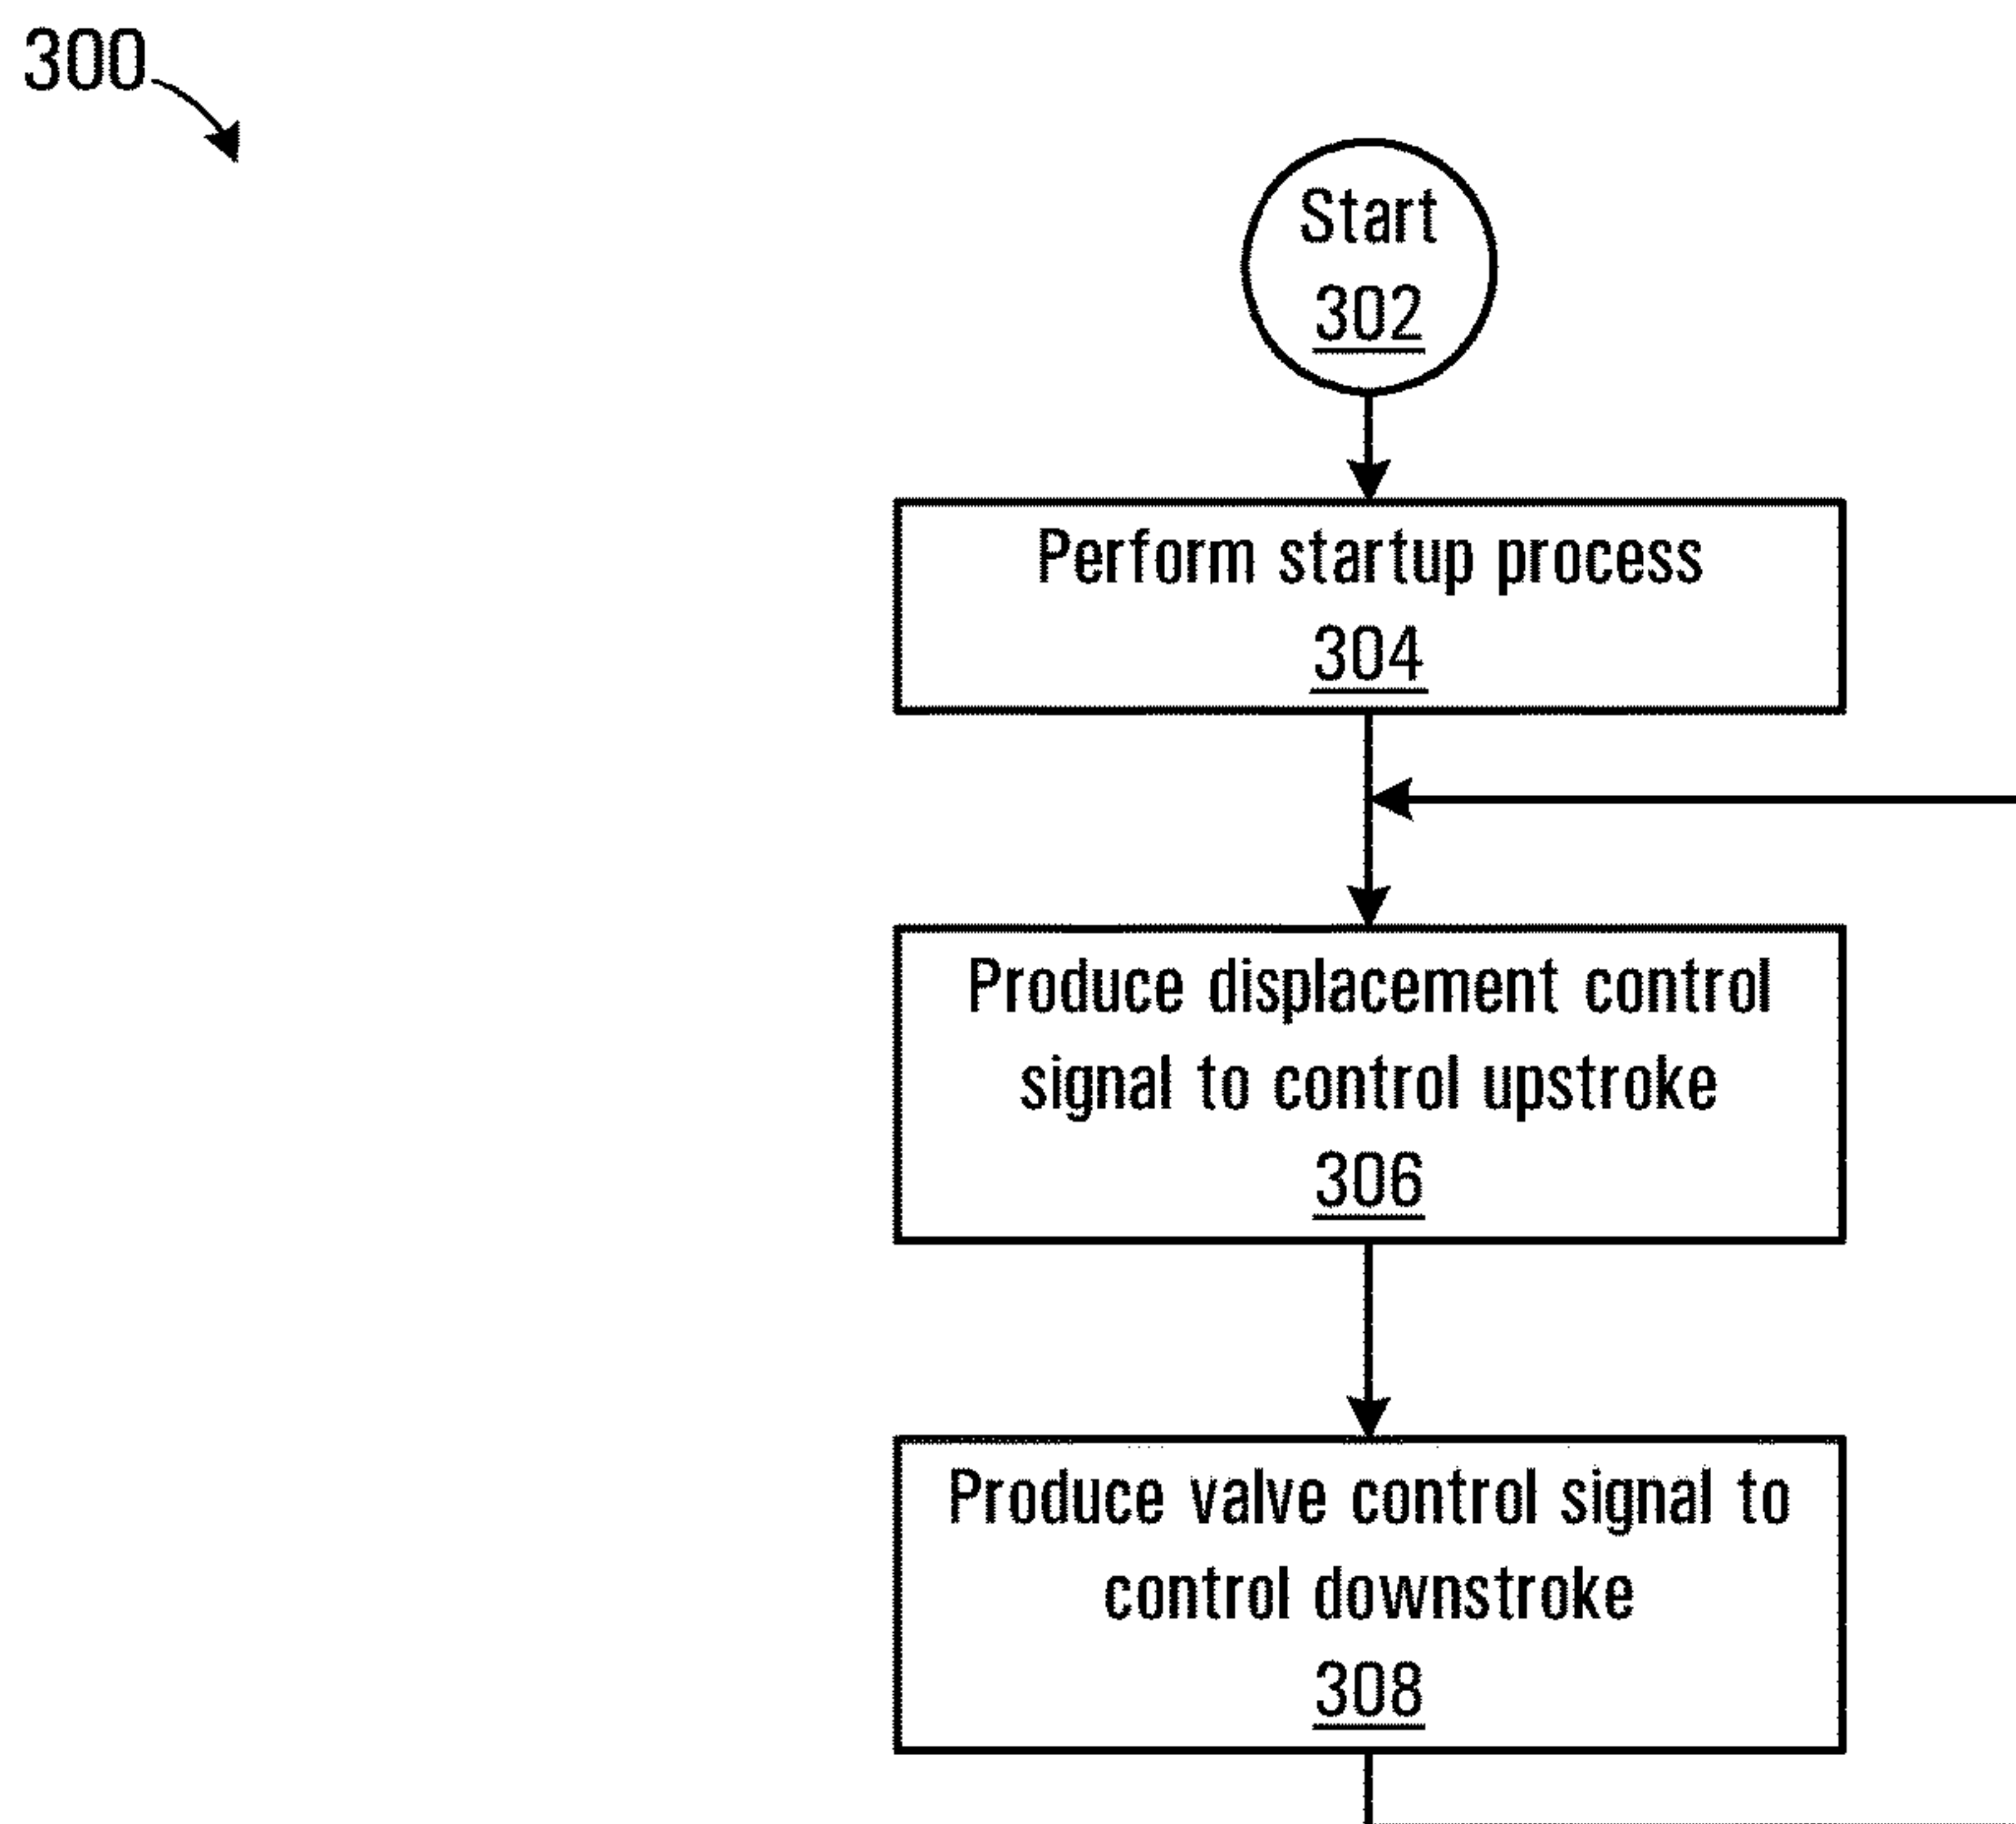 300
Start
302
Perform startup process
304
Produce displacement control
signal to control upstroke
306
Produce valve control signal to
control downstroke
308